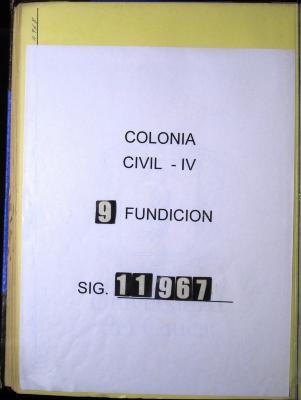 COLONIA
CIVIL - IV
9 FUNDICION
SIG. 11967